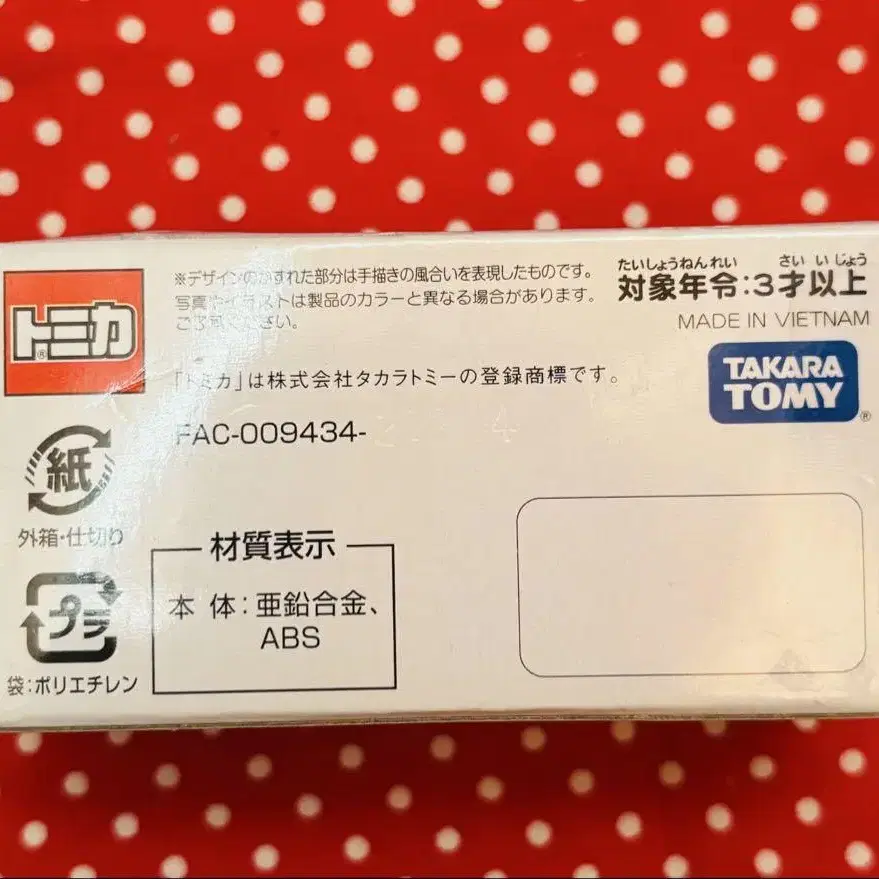 トミカ®
※デザインのかすれた部分は手描きの風合いを表現したものです。
写真やイラストは製品のカラーと異なる場合があります。
ご了承ください。
たいしょうねんれい さい いじょう
対象年令:3才以上
MADE IN VIETNAM
「トミカ」は株式会社タカラトミーの登録商標です。
TAKARA
TOMY®
FAC-009434-
紙
外箱・仕切り
プラ
袋:ポリエチレン
材質表示
本 体:亜鉛合金、
ABS